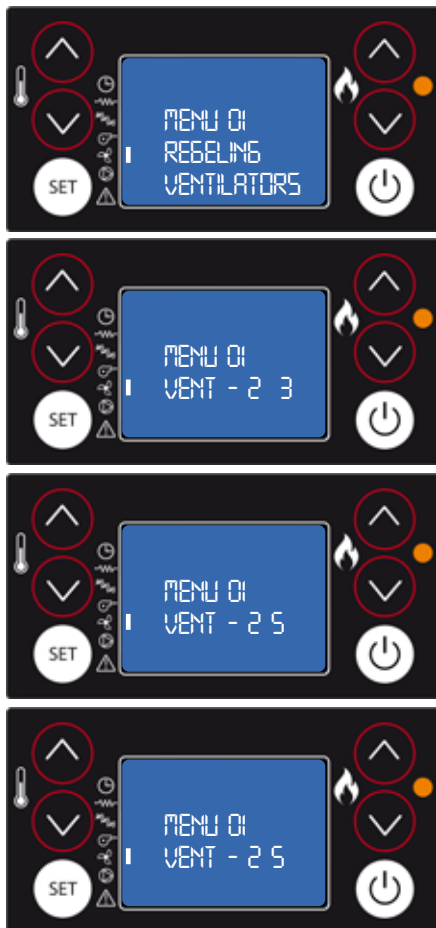 MENU 01
REGELING
VENTILATORS
SET
MENU 01
VENT - 2 3
SET
MENU 01
VENT - 2 5
SET
MENU 01
VENT - 2 5
SET